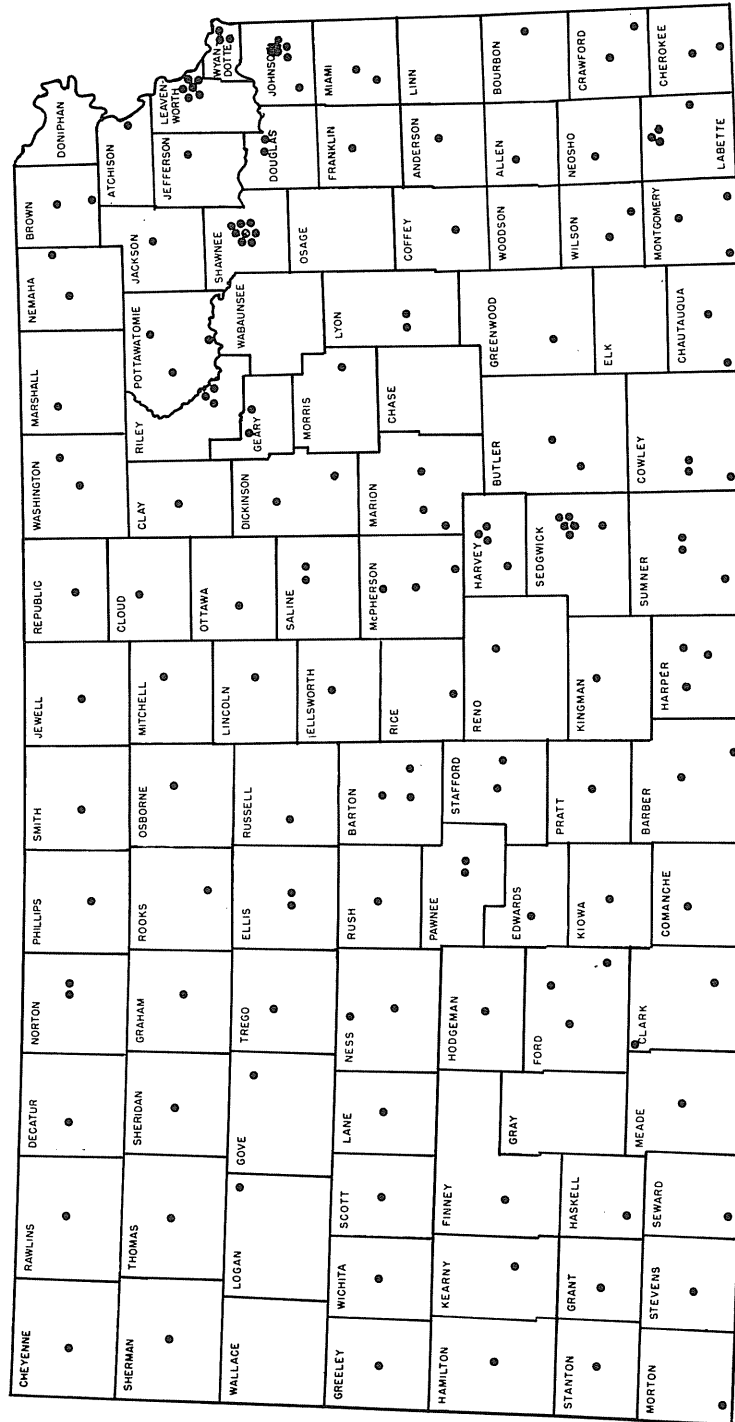 CHEYENNE
RAWLINS
DECATUR
NORTON
PHILLIPS
SMITH
JEWELL
REPUBLIC
WASHINGTON
MARSHALL
NEMAHA
BROWN
DONIPHAN
SHERMAN
THOMAS
SHERIDAN
GRAHAM
ROOKS
OSBORNE
MITCHELL
CLOUD
CLAY
RILEY
POTTAWATOMIE
JACKSON
ATCHISON
JEFFERSON
LEAVEN-
WORTH
WYAN-
DOTTE
WALLACE
LOGAN
GOVE
TREGO
ELLIS
RUSSELL
LINCOLN
OTTAWA
DICKINSON
GEARY
WABAUNSEE
SHAWNEE
DOUGLAS
JOHNSON
GREELEY
WICHITA
SCOTT
LANE
NESS
RUSH
BARTON
ELLSWORTH
SALINE
MORRIS
LYON
OSAGE
FRANKLIN
MIAMI
HAMILTON
KEARNY
FINNEY
HODGEMAN
PAWNEE
STAFFORD
RICE
McPHERSON
MARION
CHASE
COFFEY
ANDERSON
LINN
GRAY
FORD
EDWARDS
RENO
HARVEY
BUTLER
GREENWOOD
WOODSON
ALLEN
BOURBON
STANTON
GRANT
HASKELL
KIOWA
PRATT
KINGMAN
SEDGWICK
ELK
WILSON
NEOSHO
CRAWFORD
MORTON
STEVENS
SEWARD
MEADE
CLARK
COMANCHE
BARBER
HARPER
SUMNER
COWLEY
CHAUTAUQUA
MONTGOMERY
LABETTE
CHEROKEE